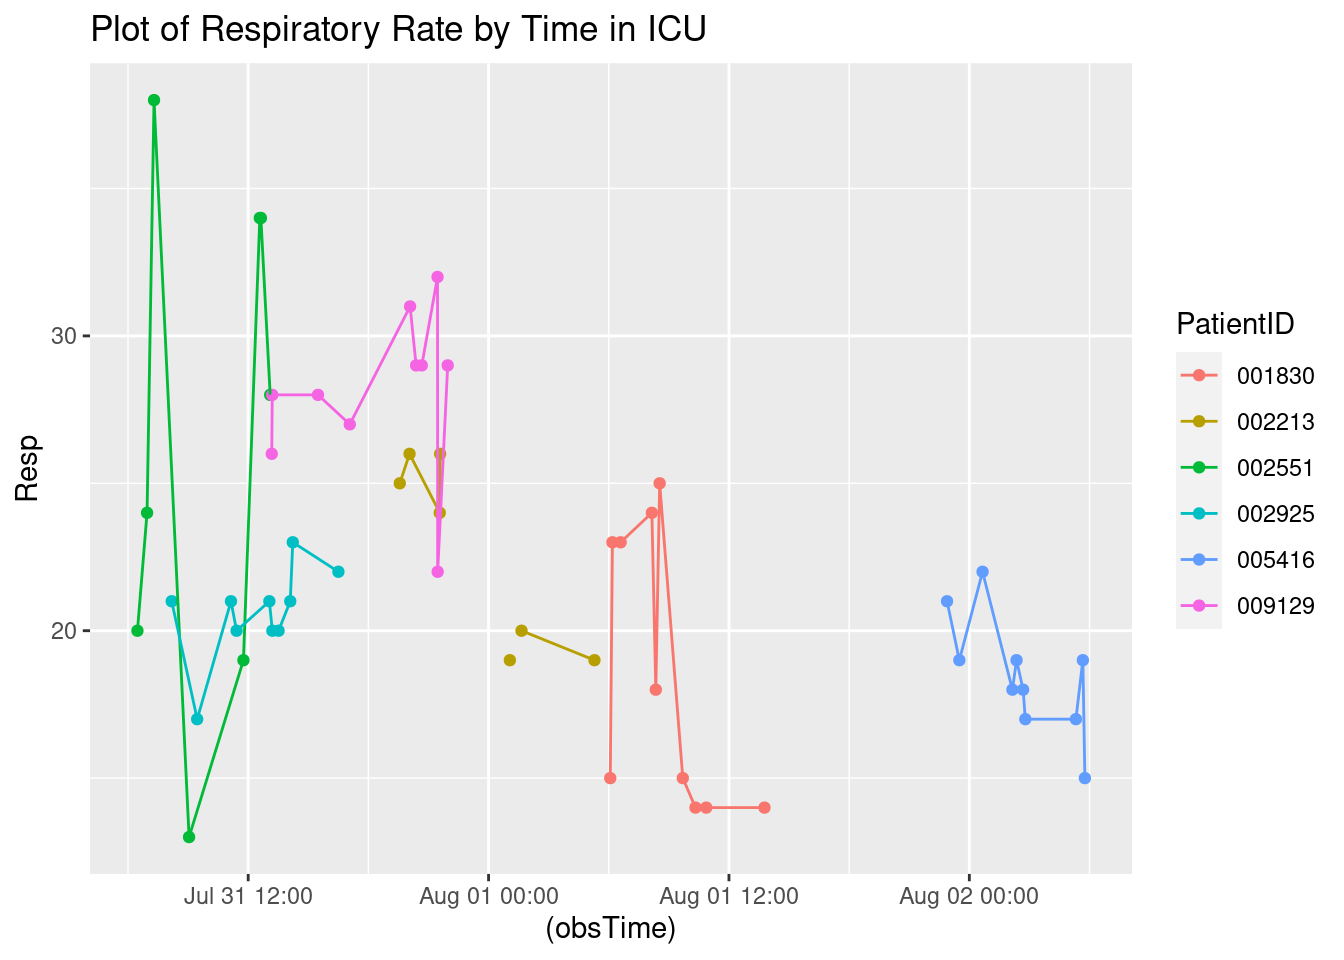 Plot of Respiratory Rate by Time in ICU
Resp
30
20
Jul 31 12:00
Aug 01 00:00
Aug 01 12:00
Aug 02 00:00
(obsTime)
PatientID
001830
002213
002551
002925
005416
009129